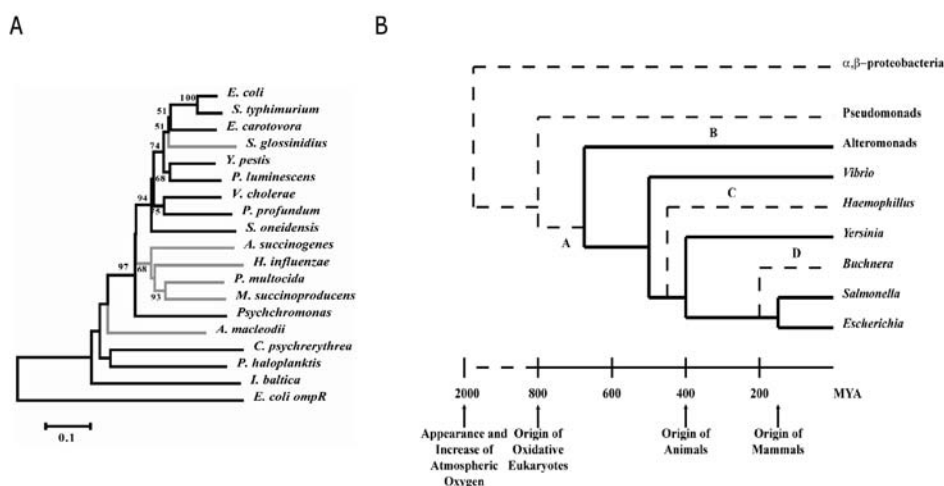 A
E. coli
100
S. typhimurium
51
E. carotovora
51
S. glossinidius
74
Y. pestis
68
P. luminescens
V. cholerae
94
75
P. profundum
S. oneidensis
A. succinogenes
97
68
H. influenzae
P. multocida
93
M. succinoproducens
Psychchromonas
A. macleodii
C. psychrerythrea
P. haloplanktis
I. baltica
E. coli ompR
0.1
B
α,β-proteobacteria
Pseudomonads
B
Alteromonads
Vibrio
C
Haemophillus
A
Yersinia
D
Buchnera
Salmonella
Escherichia
2000
800
600
400
200
MYA
Appearance and
Increase of
Atmospheric
Oxygen
Origin of
Oxidative
Eukaryotes
Origin of
Animals
Origin of
Mammals